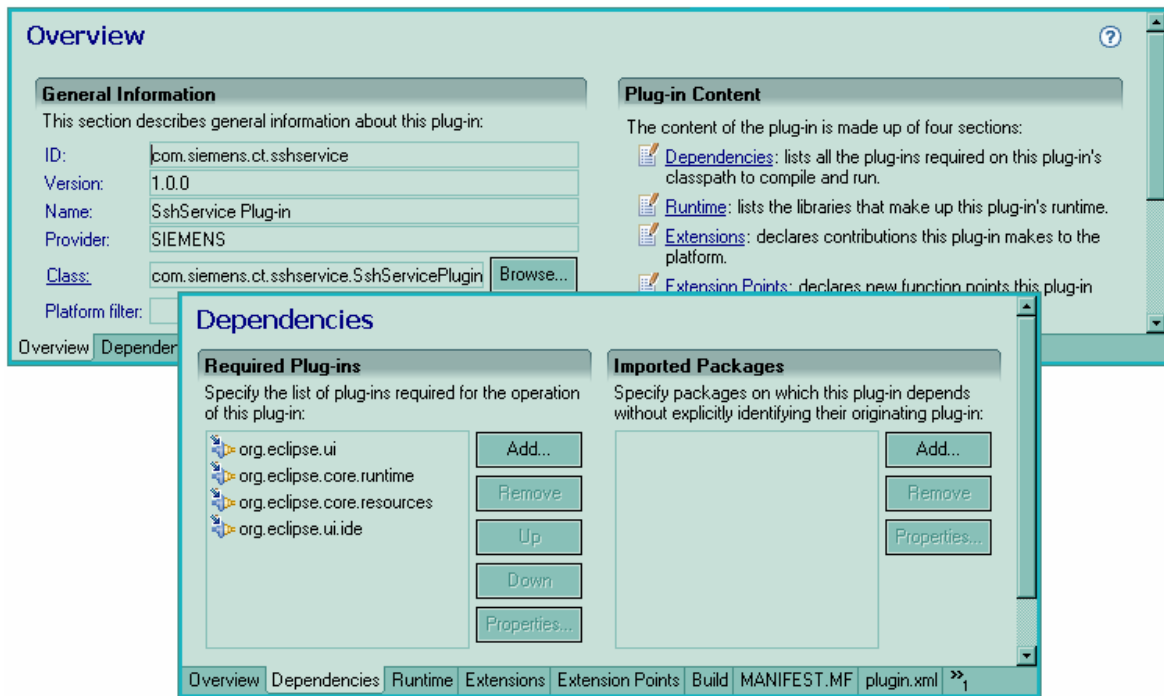 Overview
General Information
This section describes general information about this plug-in:
ID: com.siemens.ct.sshservice
Version: 1.0.0
Name: SshService Plug-in
Provider: SIEMENS
Class: com.siemens.ct.sshservice.SshServicePlugin Browse...
Platform filter:
Plug-in Content
The content of the plug-in is made up of four sections:
Dependencies: lists all the plug-ins required on this plug-in's
classpath to compile and run.
Runtime: lists the libraries that make up this plug-in's runtime.
Extensions: declares contributions this plug-in makes to the
platform.
Extension Points: declares new function points this plug-in
Overview Dependen
Dependencies
Required Plug-ins
Specify the list of plug-ins required for the operation
of this plug-in:
org.eclipse.ui
org.eclipse.core.runtime
org.eclipse.core.resources
org.eclipse.ui.ide
Add...
Remove
Up
Down
Properties...
Imported Packages
Specify packages on which this plug-in depends
without explicitly identifying their originating plug-in:
Add...
Remove
Properties...
Overview Dependencies Runtime Extensions Extension Points Build MANIFEST.MF plugin.xml »1